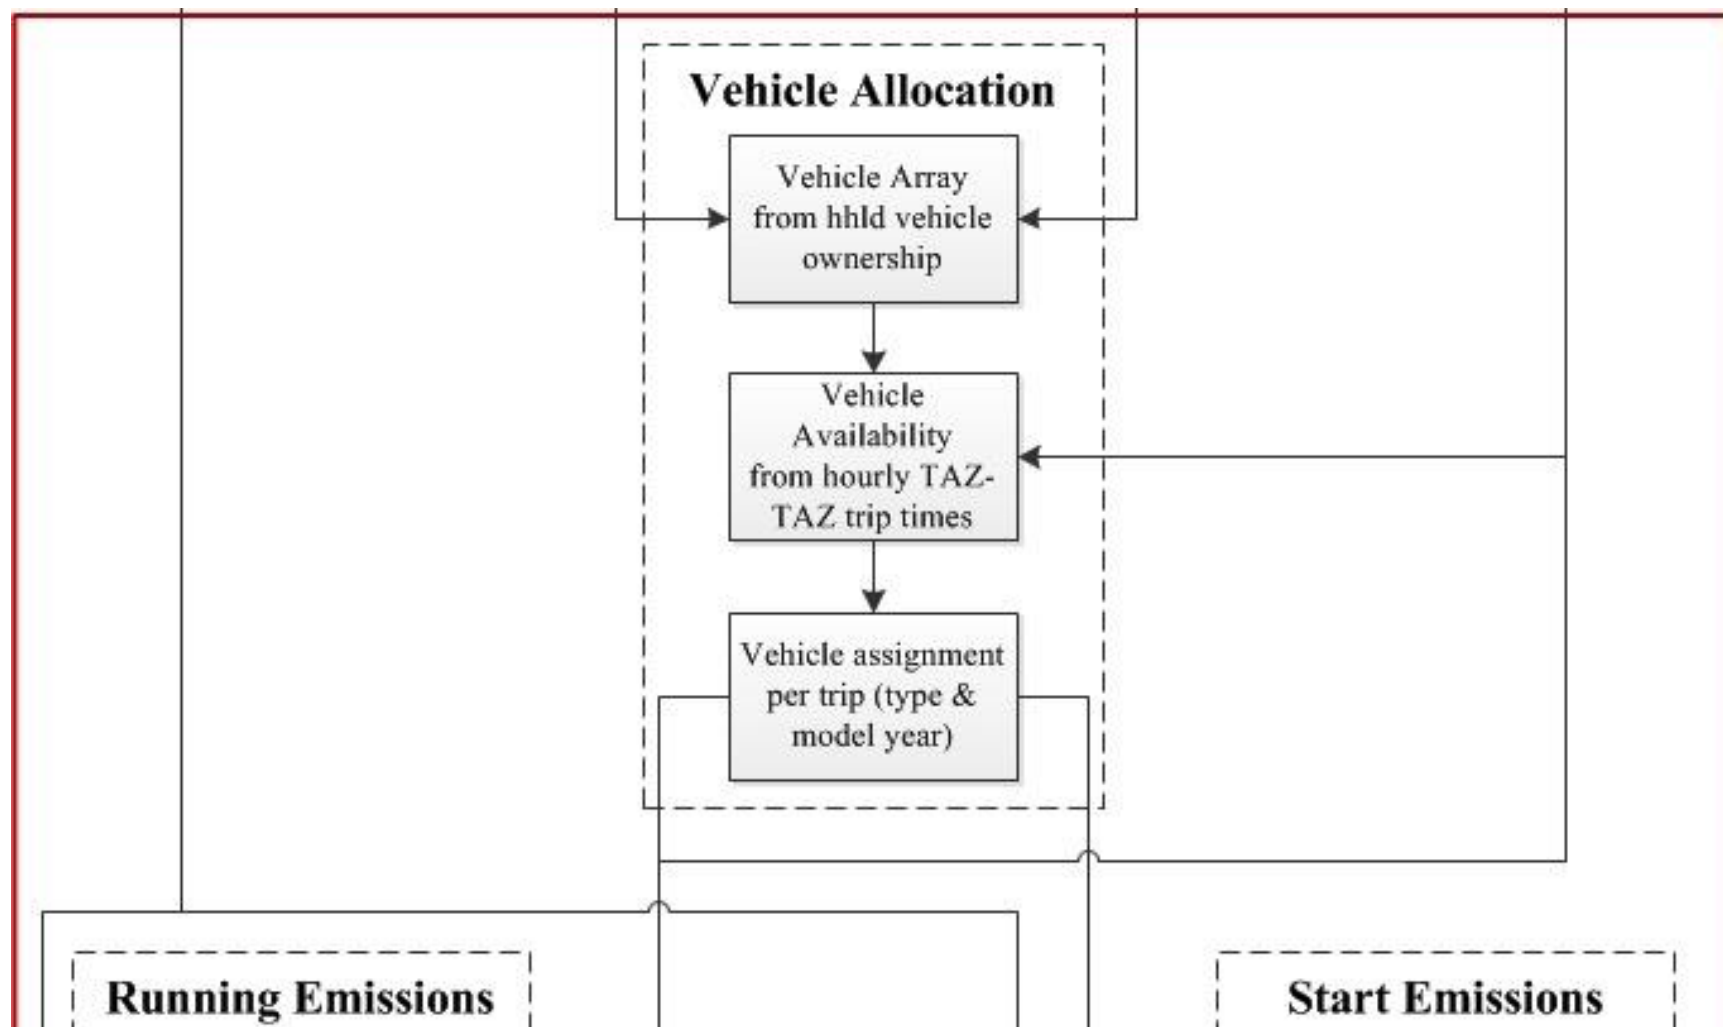 Vehicle Allocation
Vehicle Array
from hhld vehicle
ownership
Vehicle
Availability
from hourly TAZ-
TAZ trip times
Vehicle assignment
per trip (type &
model year)
Running Emissions
Start Emissions